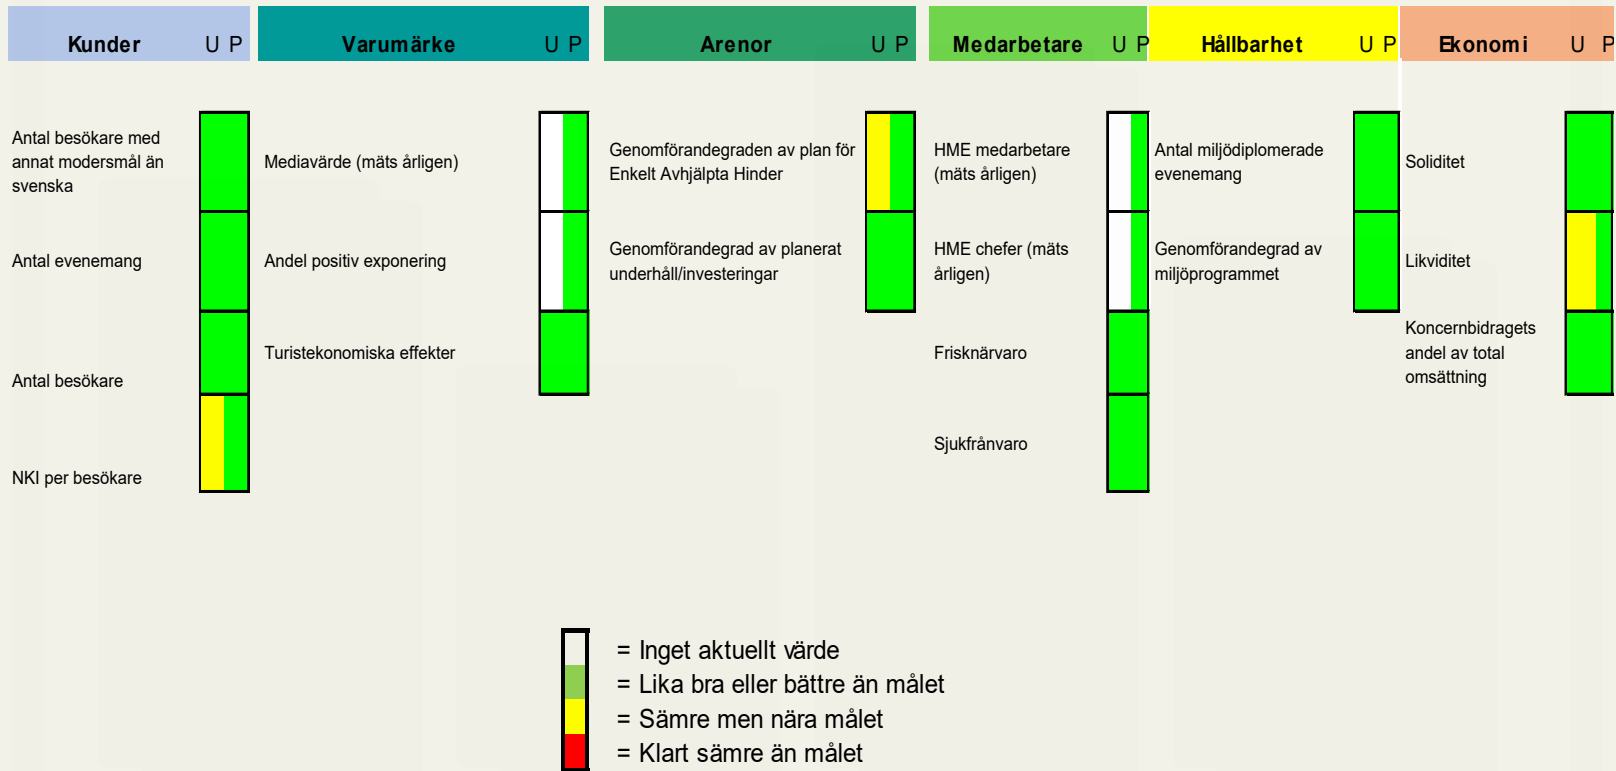 Kunder U P
Varumärke U P
Arenor U P
Medarbetare U P
Hållbarhet U P
Ekonomi U P
Antal besökare med
annat modersmål än
svenska
Antal evenemang
Antal besökare
NKI per besökare
Mediavärde (mäts årligen)
Andel positiv exponering
Turistekonomiska effekter
Genomförandegraden av plan för
Enkelt Avhjälpta Hinder
Genomförandegrad av planerat
underhåll/investeringar
HME medarbetare
(mäts årligen)
HME chefer (mäts
årligen)
Frisknärvaro
Sjukfrånvaro
Antal miljödiplomerade
evenemang
Genomförandegrad av
miljöprogrammet
Soliditet
Likviditet
Koncernbidragets
andel av total
omsättning
= Inget aktuellt värde
= Lika bra eller bättre än målet
= Sämre men nära målet
= Klart sämre än målet